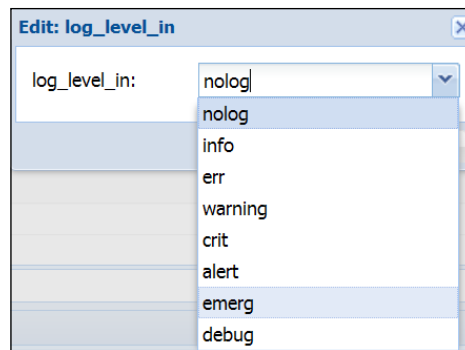 Edit: log_level_in
log_level_in: nolog
nolog
info
err
warning
crit
alert
emerg
debug